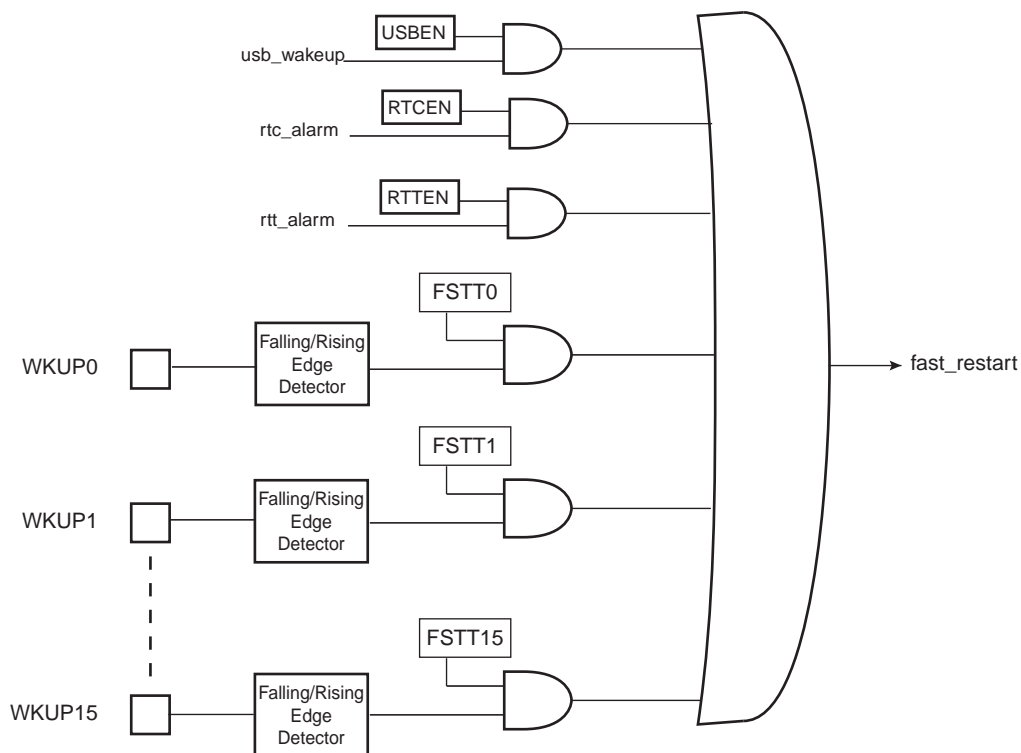 USBEN
usb_wakeup
RTCEN
rtc_alarm
RTTEN
rtt_alarm
FSTT0
WKUP0
Falling/Rising
Edge
Detector
fast_restart
FSTT1
WKUP1
Falling/Rising
Edge
Detector
FSTT15
WKUP15
Falling/Rising
Edge
Detector